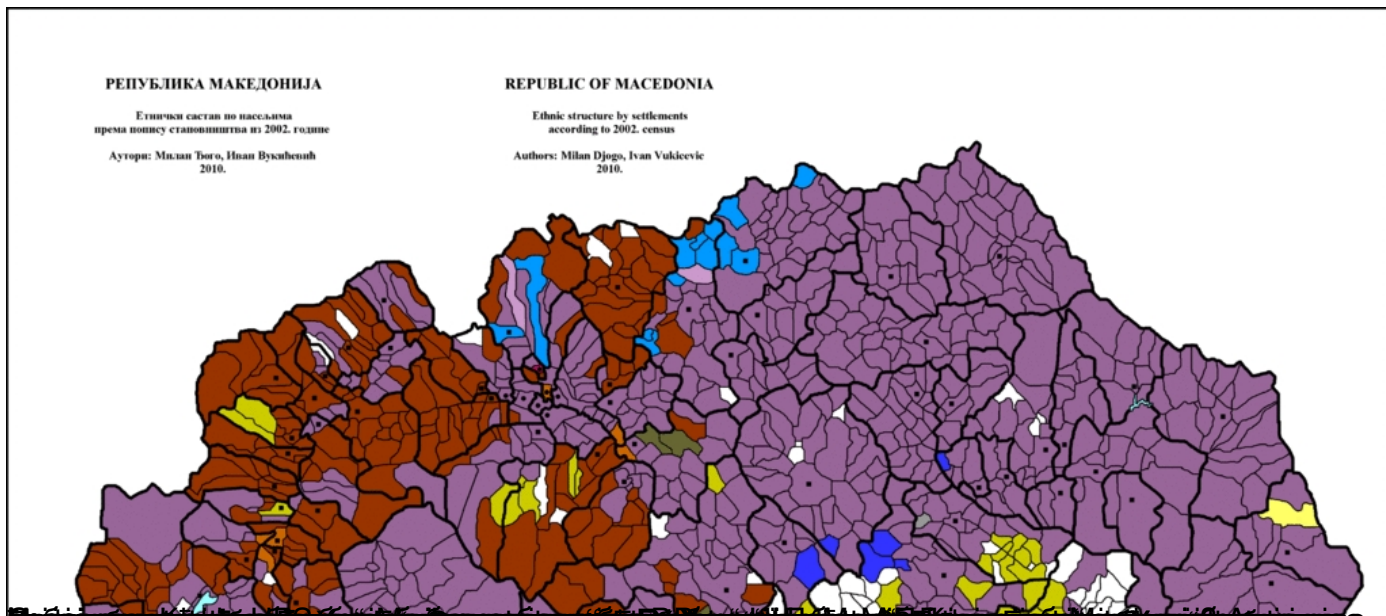 РЕПУБЛИКА МАКЕДОНИЈА
Етнички састав по насељима
према попису становништва из 2002. године
Аутори: Милан Ђого, Иван Вукићевић
2010.
REPUBLIC OF MACEDONIA
Ethnic structure by settlements
according to 2002. census
Authors: Milan Djogo, Ivan Vukicevic
2010.